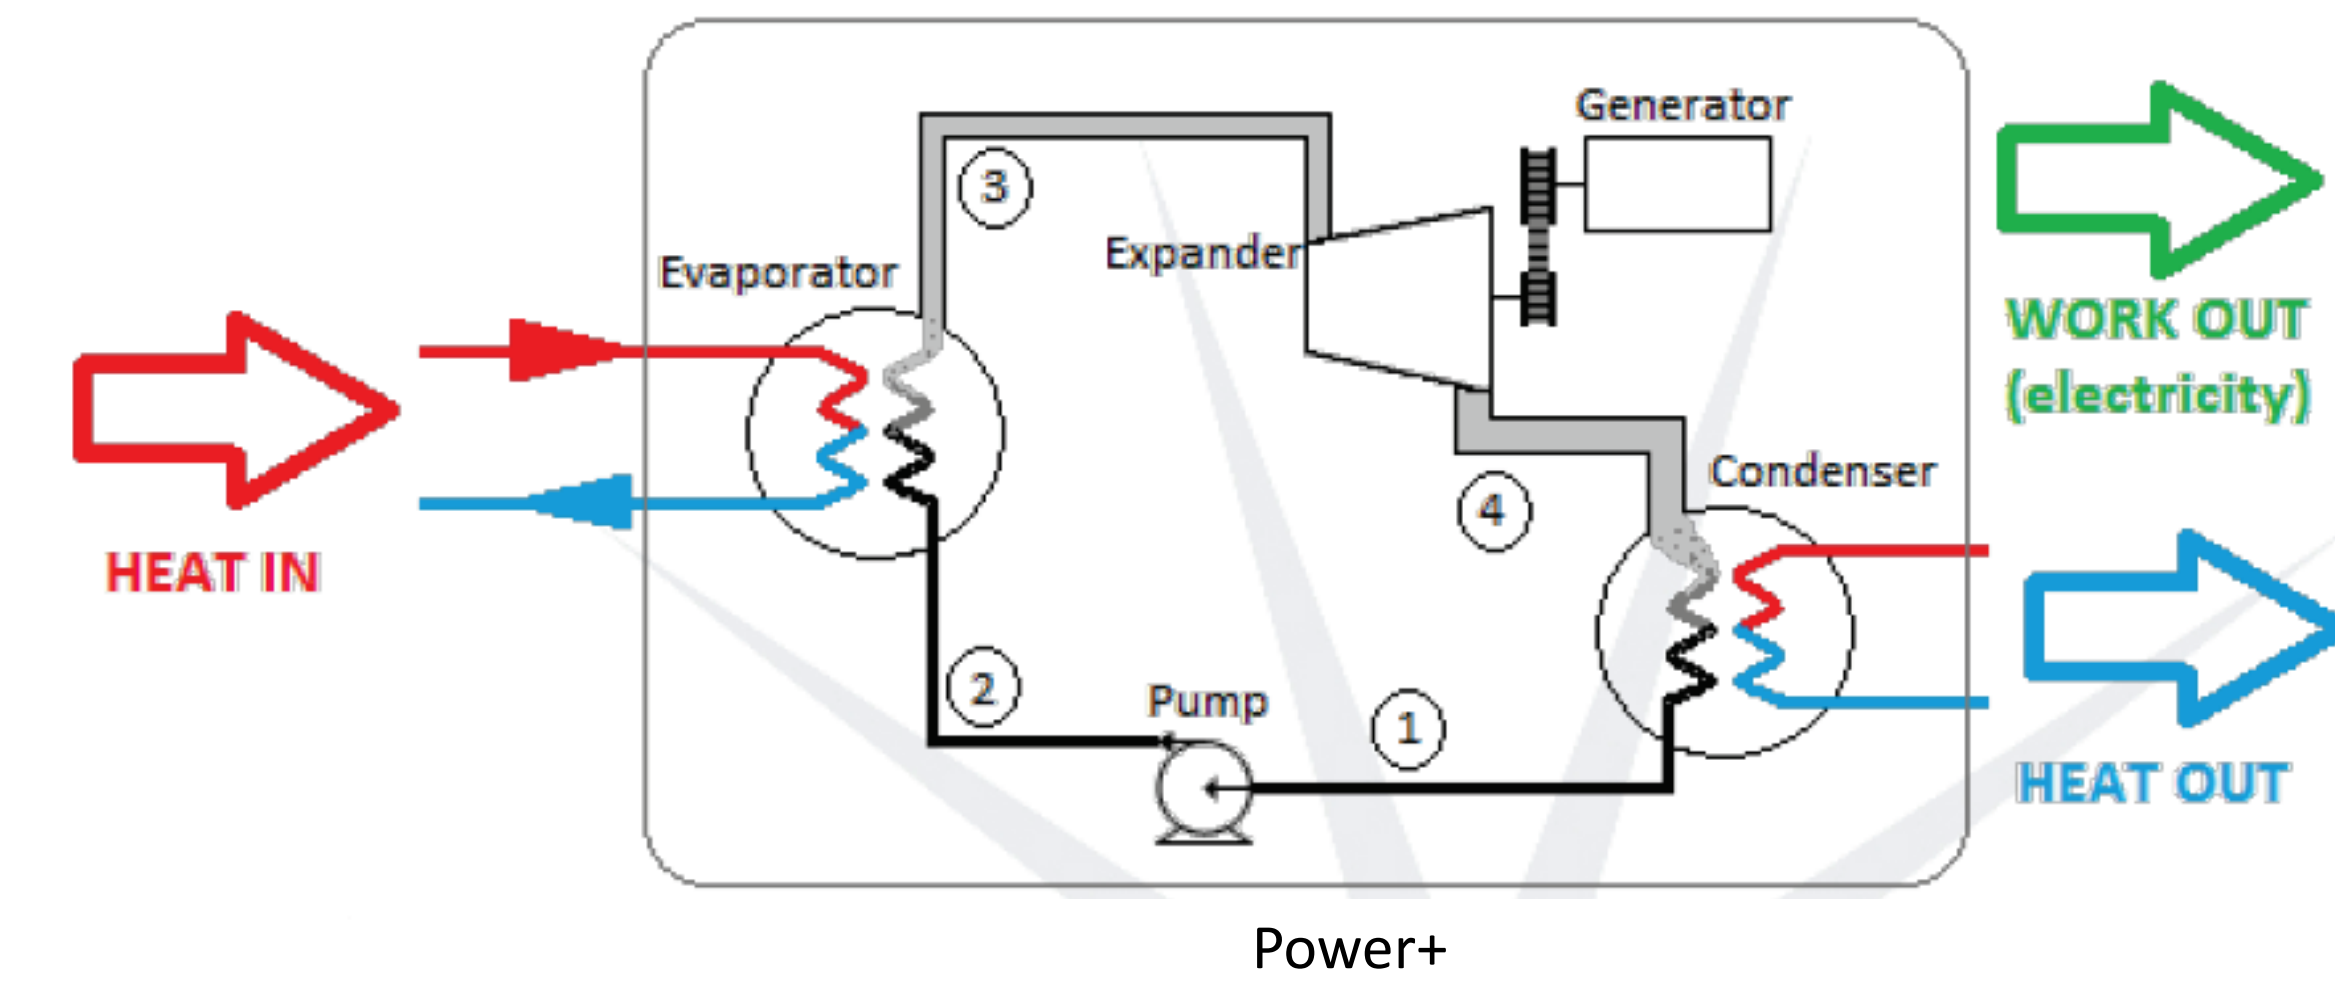 Generator
3
Expander
Evaporator
WORK OUT
(electricity)
Condenser
4
HEAT IN
2
Pump
1
HEAT OUT
Power+